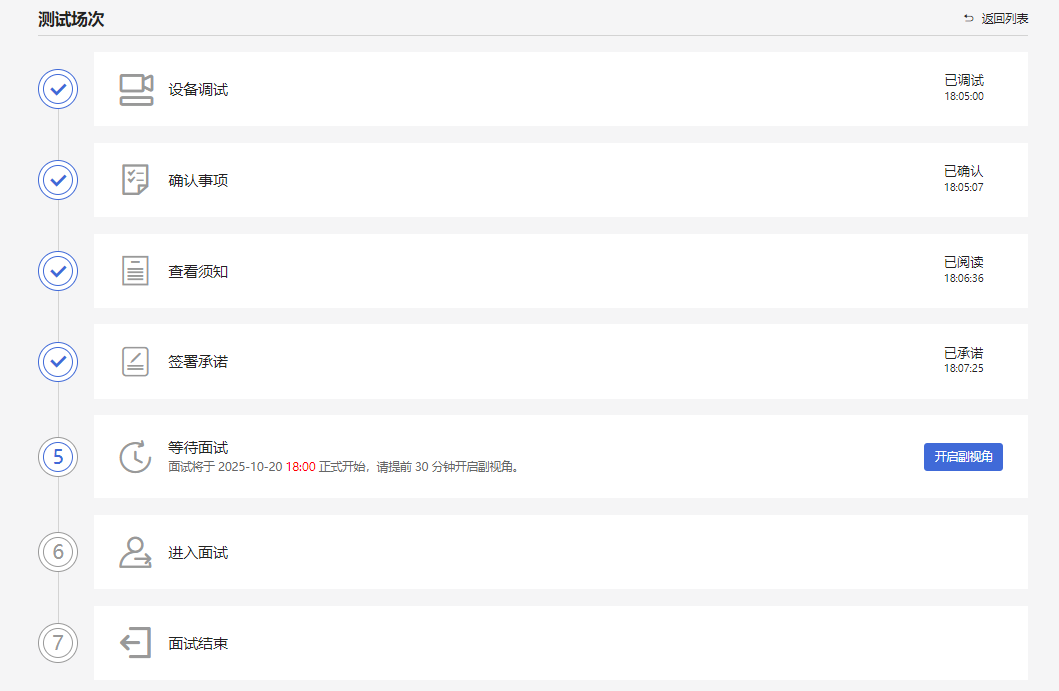 测试场次
返回列表
设备调试
已调试
18:05:00
确认事项
已确认
18:05:07
查看须知
已阅读
18:06:36
签署承诺
已承诺
18:07:25
5
等待面试
面试将于 2025-10-20 18:00 正式开始，请提前 30 分钟开启副视角。
开启副视角
6
进入面试
7
面试结束